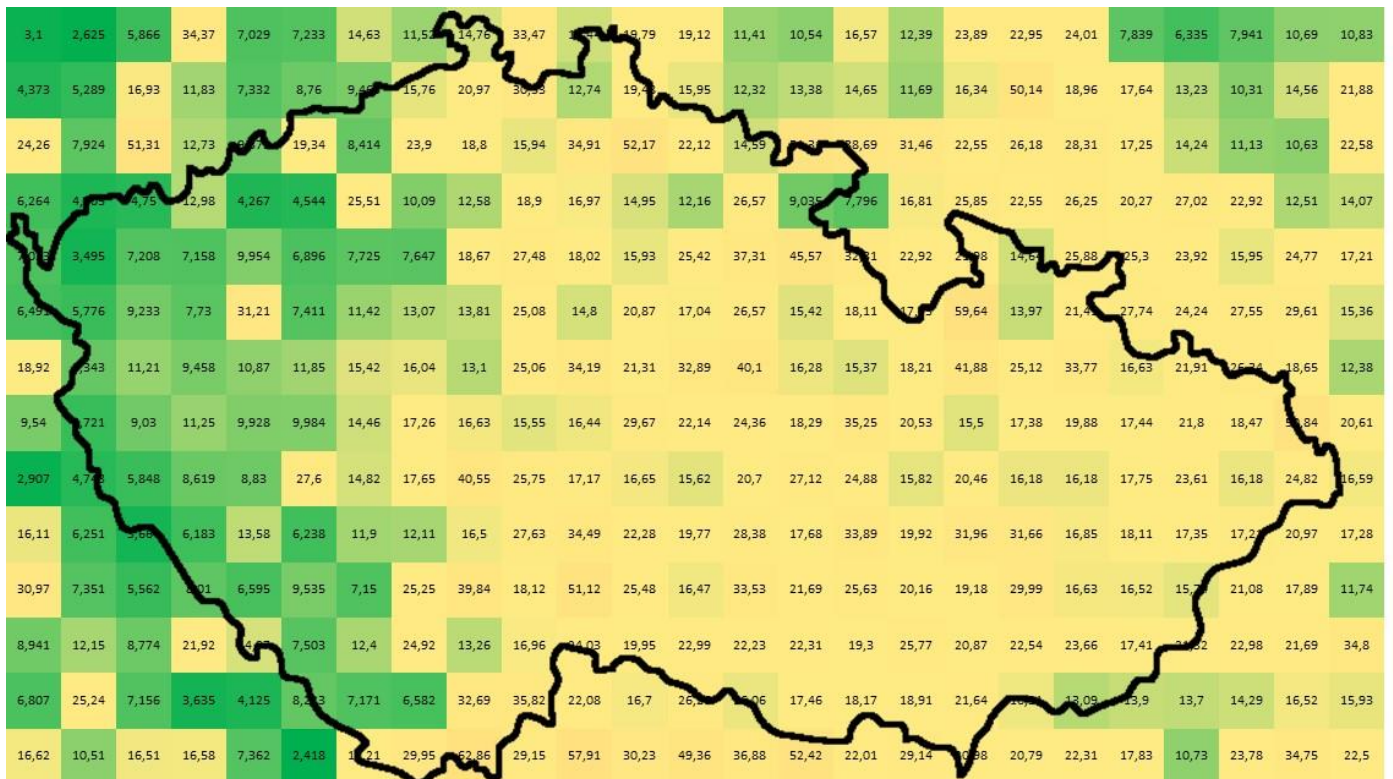 3,1 2,625 5,866 34,37 7,029 7,233 14,63 11,52 14,76 33,47 19,79 19,12 11,41 10,54 16,57 12,39 23,89 22,95 24,01 7,839 6,335 7,941 10,69 10,83
4,373 5,289 16,93 11,83 7,332 8,76 15,76 20,97 12,74 15,95 12,32 13,38 14,65 11,69 16,34 50,14 18,96 17,64 13,23 10,31 14,56 21,88
24,26 7,924 51,31 12,73 19,34 8,414 23,9 18,8 15,94 34,91 52,17 22,12 14,59 31,46 22,55 26,18 28,31 17,25 14,24 11,13 10,63 22,58
6,264 4,75 12,98 4,267 4,544 25,51 10,09 12,58 18,9 16,97 14,95 12,16 26,57 9,035 7,796 16,81 25,85 22,55 26,25 20,27 27,02 22,92 12,51 14,07
3,495 7,208 7,158 9,954 6,896 7,725 7,647 18,67 27,48 18,02 15,93 25,42 37,31 45,57 22,92 25,88 25,3 23,92 15,95 24,77 17,21
5,776 9,233 7,73 31,21 7,411 11,42 13,07 13,81 25,08 14,8 20,87 17,04 26,57 15,42 18,11 59,64 13,97 27,74 24,24 27,55 29,61 15,36
18,92 11,21 9,458 10,87 11,85 15,42 16,04 13,1 25,06 34,19 21,31 32,89 40,1 16,28 15,37 18,21 41,88 25,12 33,77 16,63 21,91 18,65 12,38
9,54 9,03 11,25 9,928 9,984 14,46 17,26 16,63 15,55 16,44 29,67 22,14 24,36 18,29 35,25 20,53 15,5 17,38 19,88 17,44 21,8 18,47 20,61
2,907 5,848 8,619 8,83 27,6 14,82 17,65 40,55 25,75 17,17 16,65 15,62 20,7 27,12 24,88 15,82 20,46 16,18 16,18 17,75 23,61 16,18 24,82 16,59
16,11 6,251 6,183 13,58 6,238 11,9 12,11 16,5 27,63 34,49 22,28 19,77 28,38 17,68 33,89 19,92 31,96 31,66 16,85 18,11 17,35 20,97 17,28
30,97 7,351 5,562 6,595 9,535 7,15 25,25 39,84 18,12 51,12 25,48 16,47 33,53 21,69 25,63 20,16 19,18 29,99 16,63 16,52 21,08 17,89 11,74
8,941 12,15 8,774 21,92 7,503 12,4 24,92 13,26 16,96 19,95 22,99 22,23 22,31 19,3 25,77 20,87 22,54 23,66 17,41 22,98 21,69 34,8
6,807 25,24 7,156 3,635 4,125 7,171 6,582 32,69 35,82 22,08 16,7 17,46 18,17 18,91 21,64 13,09 13,9 13,7 14,29 16,52 15,93
16,62 10,51 16,51 16,58 7,362 2,418 29,95 29,15 57,91 30,23 49,36 36,88 52,42 22,01 29,14 20,79 22,31 17,83 10,73 23,78 34,75 22,5